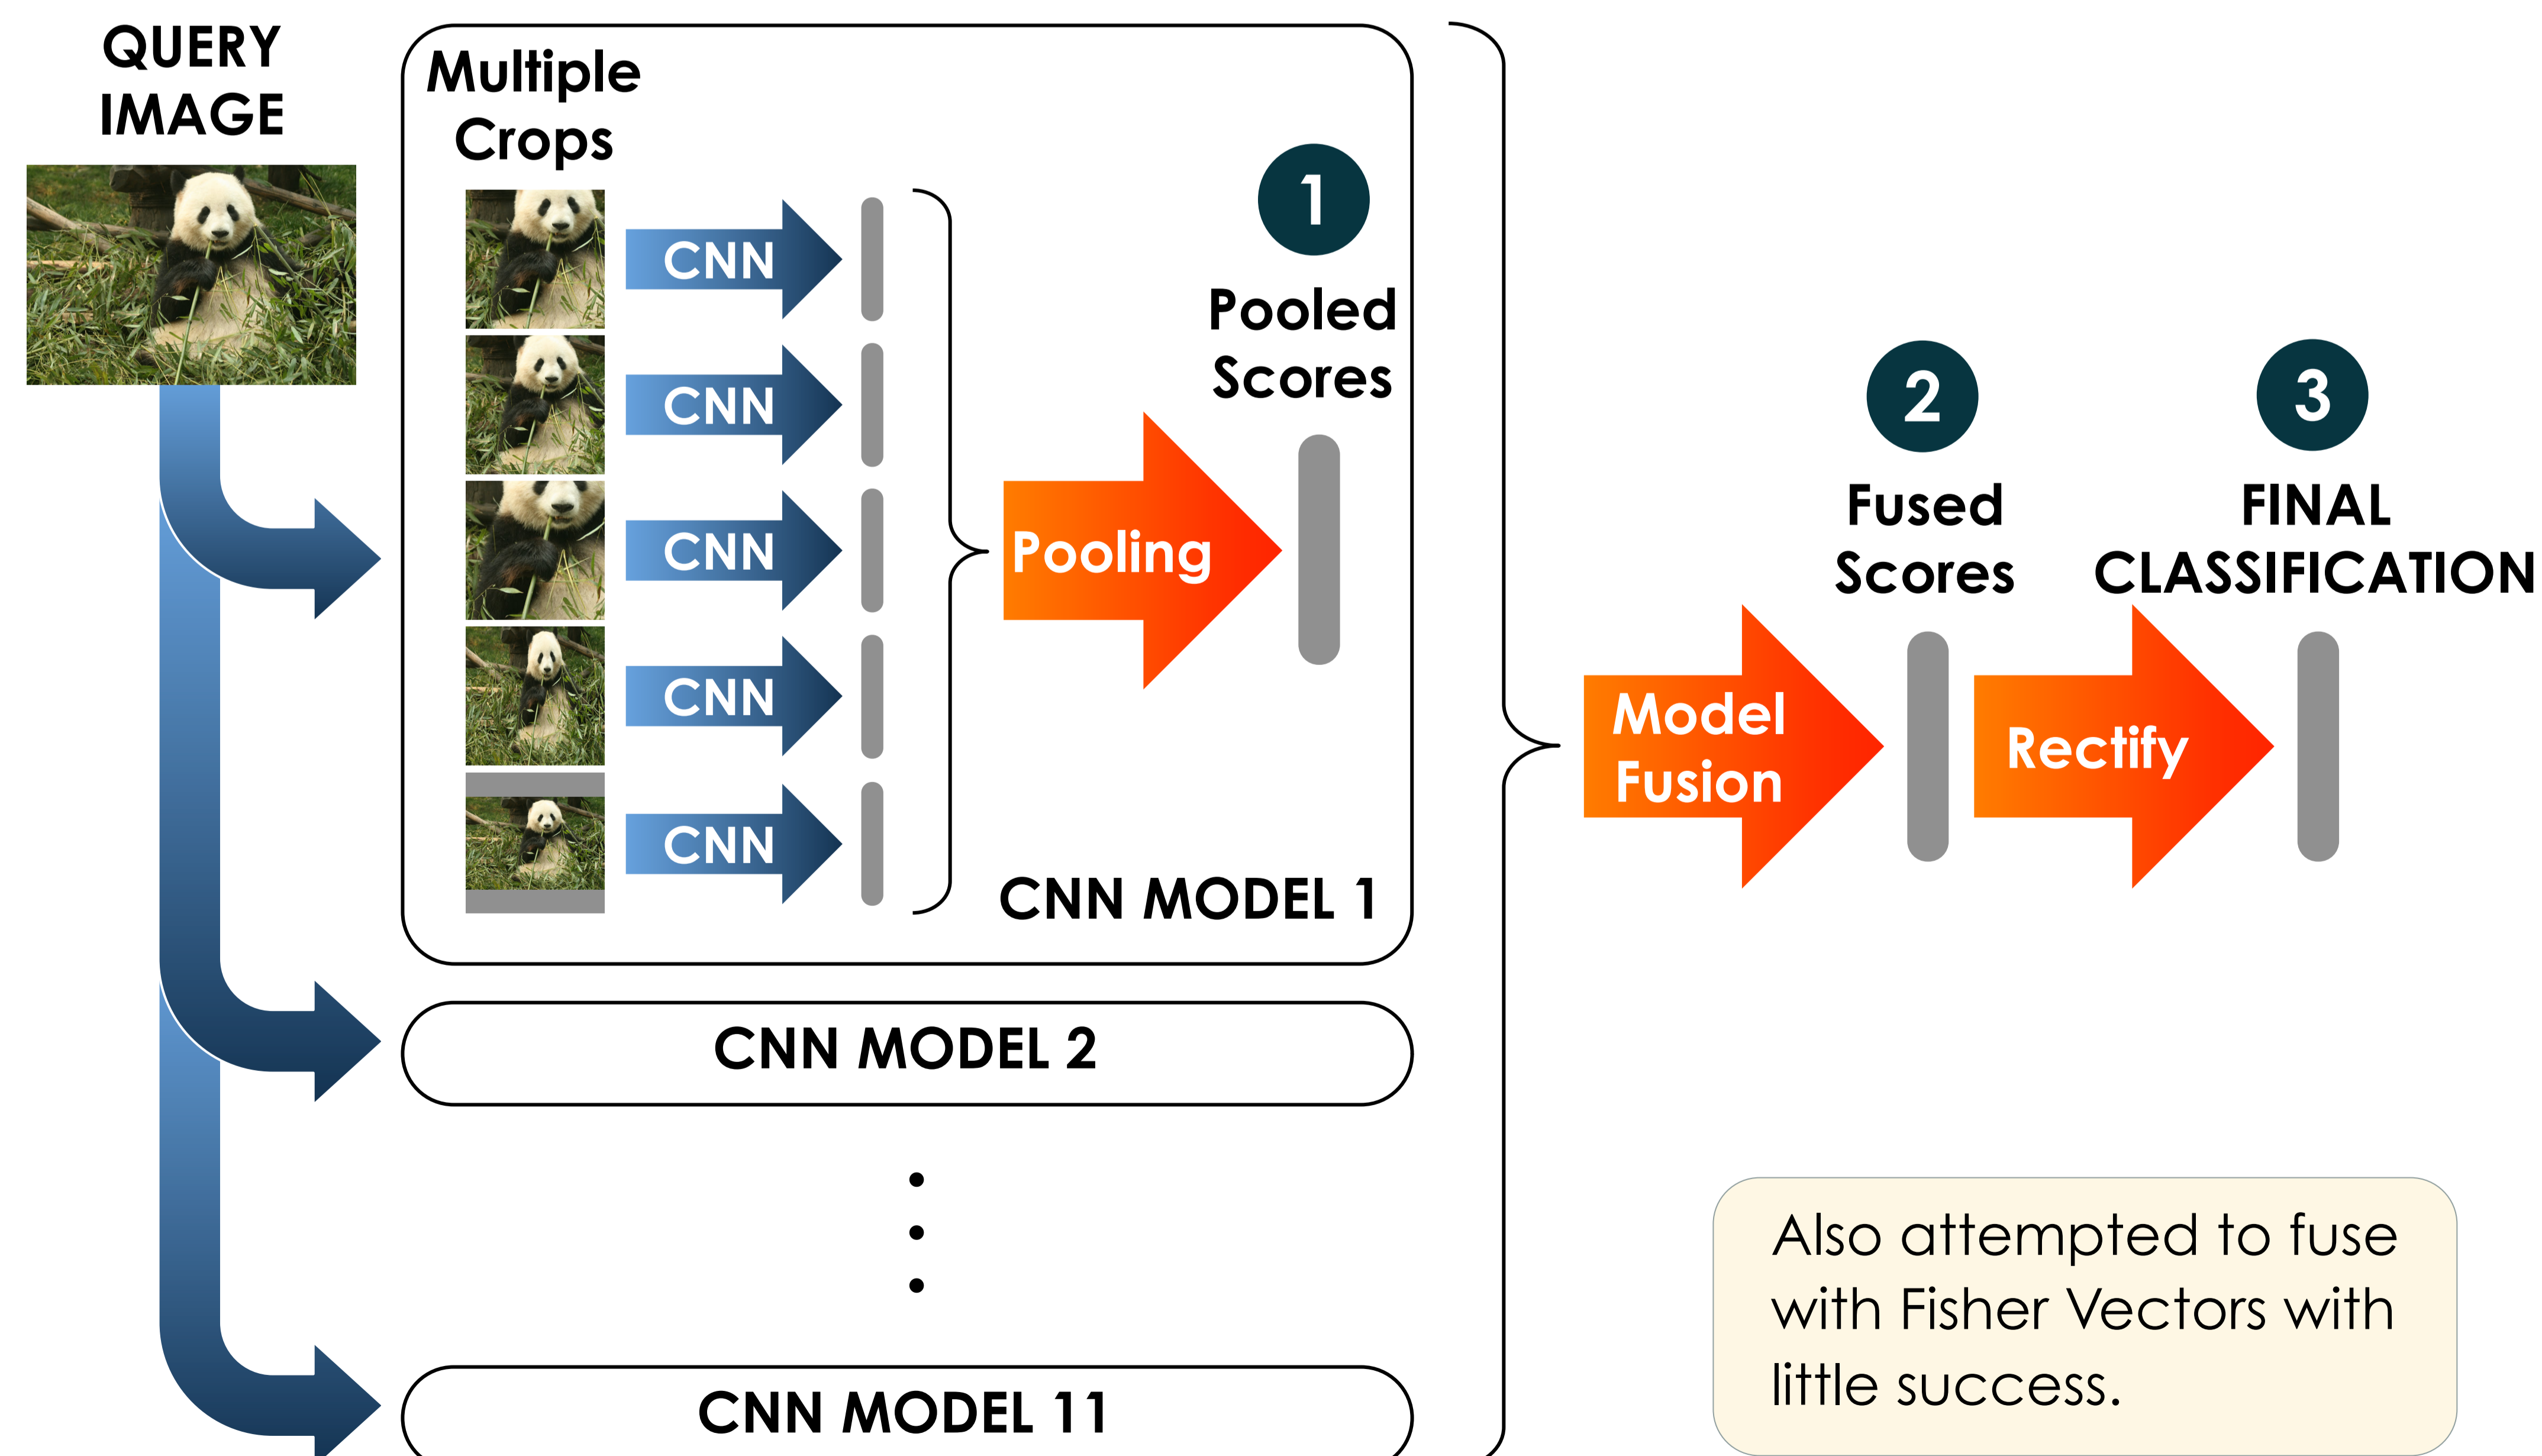 QUERY
IMAGE
Multiple
Crops
CNN
CNN
CNN
CNN
CNN
Pooling
1
Pooled
Scores
CNN MODEL 1
CNN MODEL 2
CNN MODEL 11
Model
Fusion
2
Fused
Scores
Rectify
3
FINAL
CLASSIFICATION
Also attempted to fuse
with Fisher Vectors with
little success.